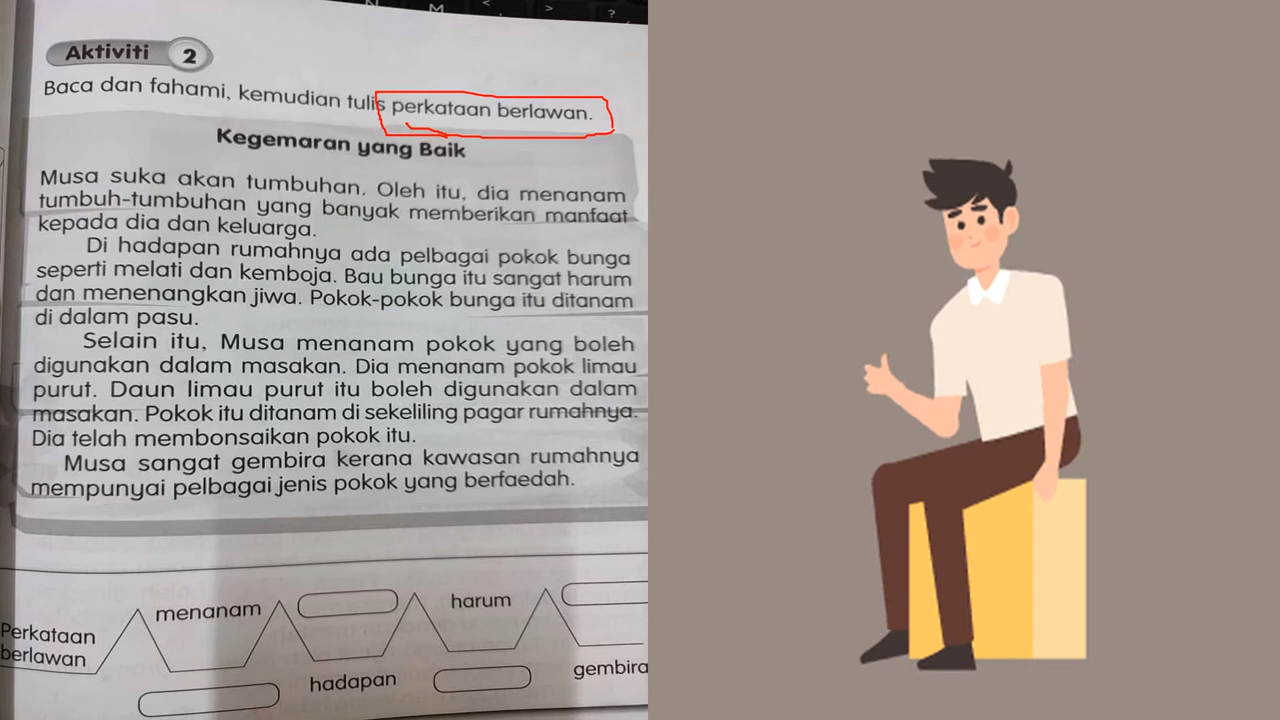 Aktiviti 2
Baca dan fahami, kemudian tulis perkataan berlawan.
Kegemaran yang Baik
Musa suka akan tumbuhan. Oleh itu, dia menanam
tumbuh-tumbuhan yang banyak memberikan manfaat
kepada dia dan keluarga.
Di hadapan rumahnya ada pelbagai pokok bunga
seperti melati dan kemboja. Bau bunga itu sangat harum
dan menenangkan jiwa. Pokok-pokok bunga itu ditanam
di dalam pasu.
Selain itu, Musa menanam pokok yang boleh
digunakan dalam masakan. Dia menanam pokok limau
purut. Daun limau purut itu boleh digunakan dalam
masakan. Pokok itu ditanam di sekeliling pagar rumahnya.
Dia telah membonsaikan pokok itu.
Musa sangat gembira kerana kawasan rumahnya
mempunyai pelbagai jenis pokok yang berfaedah.
Perkataan
berlawan
menanam
hadapan
harum
gembira